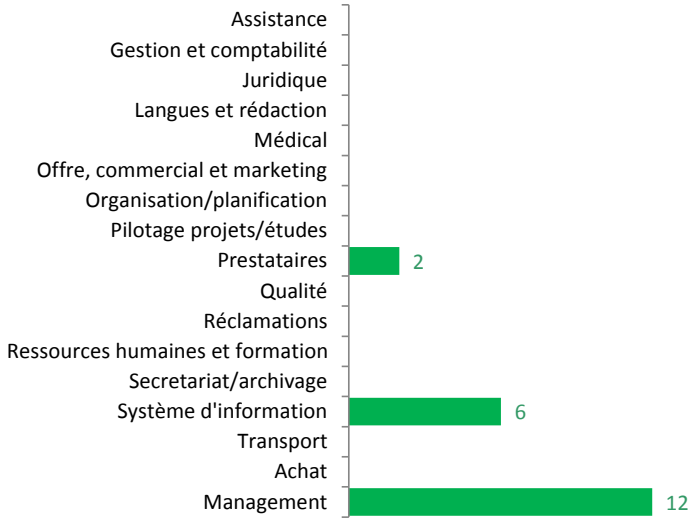 Assistance
Gestion et comptabilité
Juridique
Langues et rédaction
Médical
Offre, commercial et marketing
Organisation/planification
Pilotage projets/études
Prestataires 2
Qualité
Réclamations
Ressources humaines et formation
Secretariat/archivage
Système d'information 6
Transport
Achat
Management 12